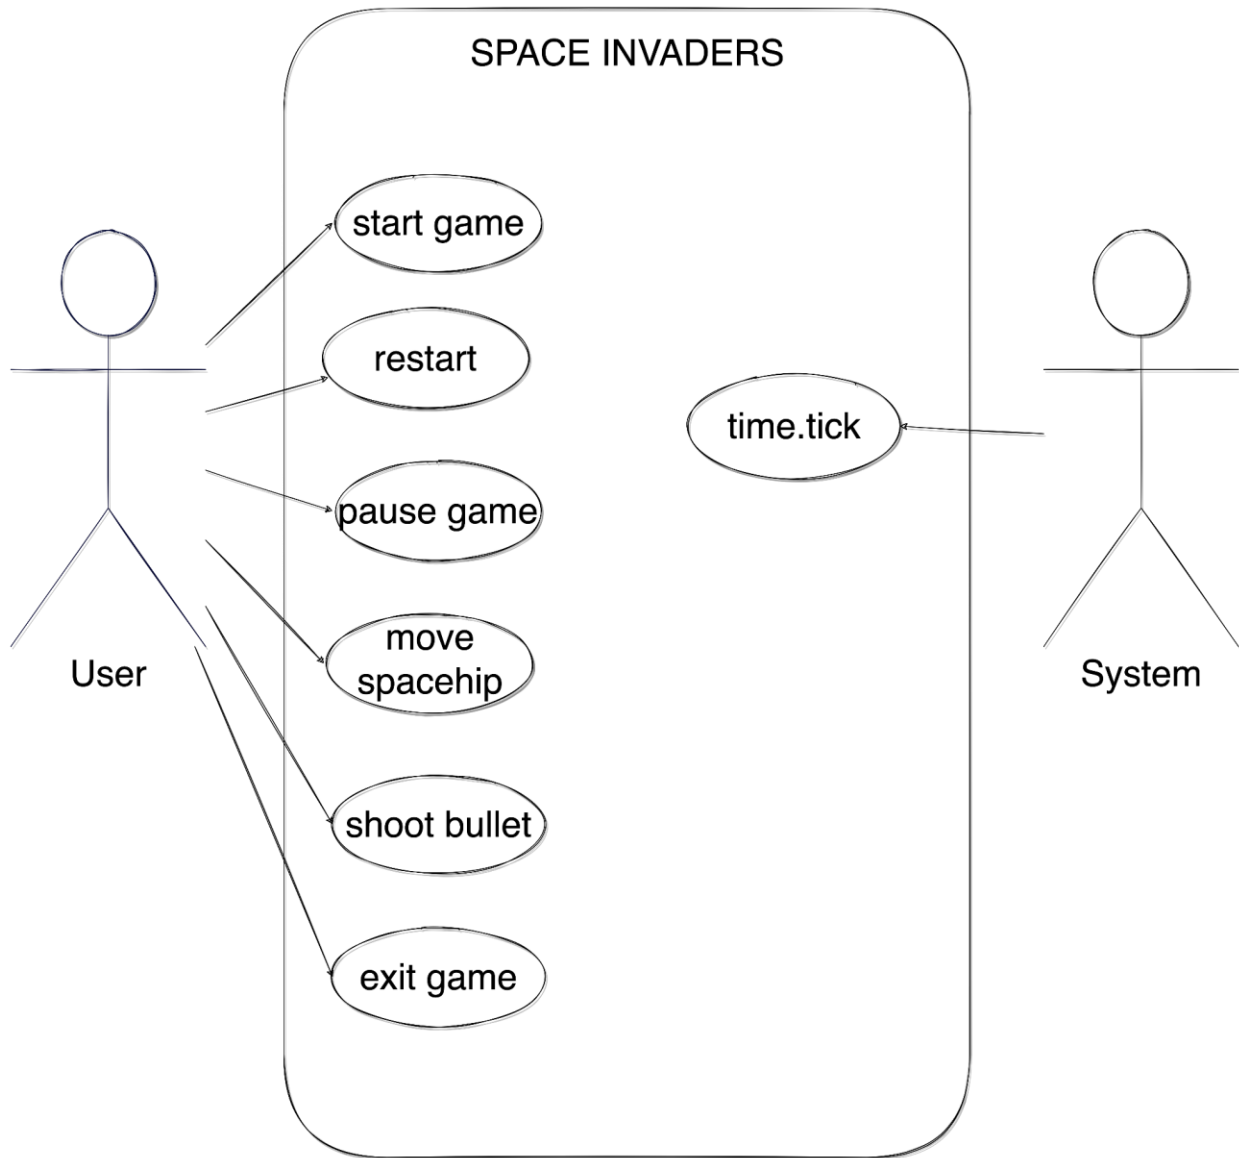 SPACE INVADERS
start game
restart
pause game
move
spacehip
shoot bullet
exit game
time.tick
User
System